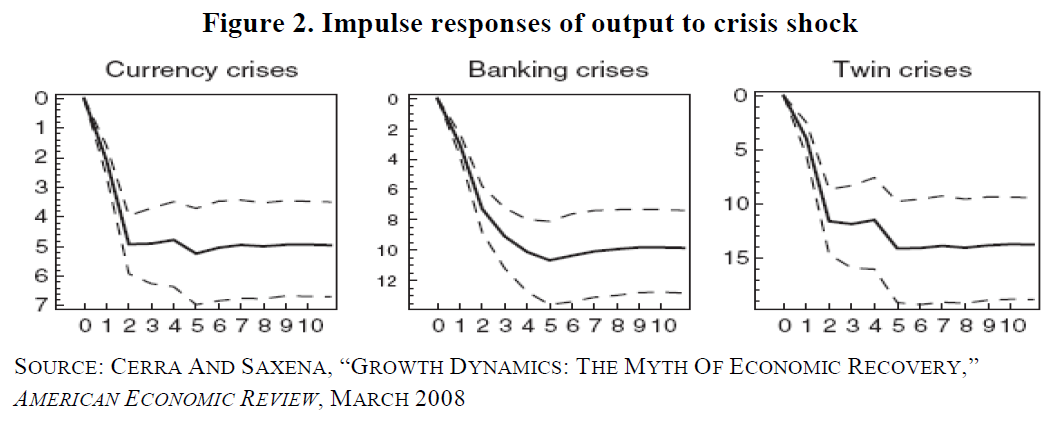 Figure 2. Impulse responses of output to crisis shock
Currency crises
0
1
2
3
4
5
6
7
0 1 2 3 4 5 6 7 8 9 10
Banking crises
0
2
4
6
8
10
12
0 1 2 3 4 5 6 7 8 9 10
Twin crises
0
5
10
15
0 1 2 3 4 5 6 7 8 9 10
SOURCE: CERRA AND SAXENA, “GROWTH DYNAMICS: THE MYTH OF ECONOMIC RECOVERY,”
AMERICAN ECONOMIC REVIEW, MARCH 2008